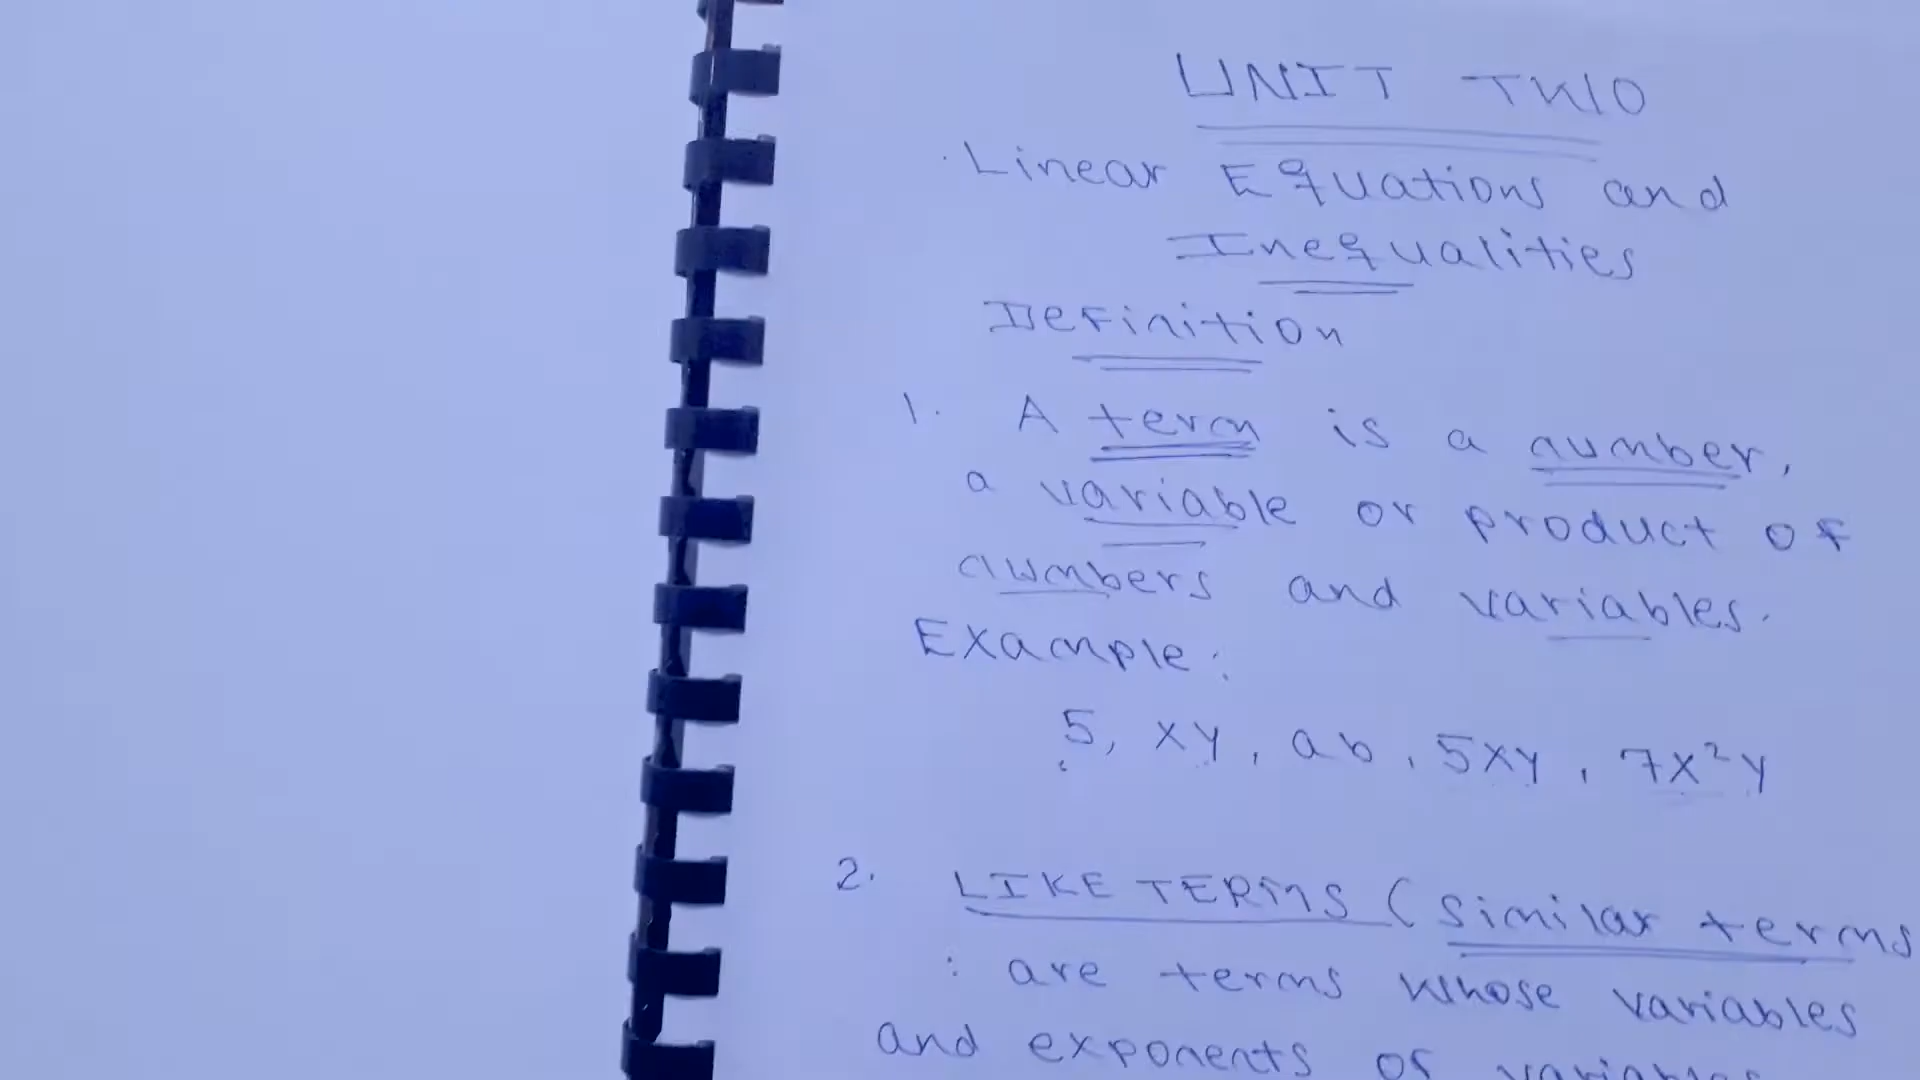 UNIT TWO
Linear Equations and
Inequalities
Definition
1. A term is a number,
a variable or product of
numbers and variables.
Example:
5, xy, ab, 5xy, 7x²y
2. LIKE TERMS (similar terms
: are terms whose variables
and exponents of variables